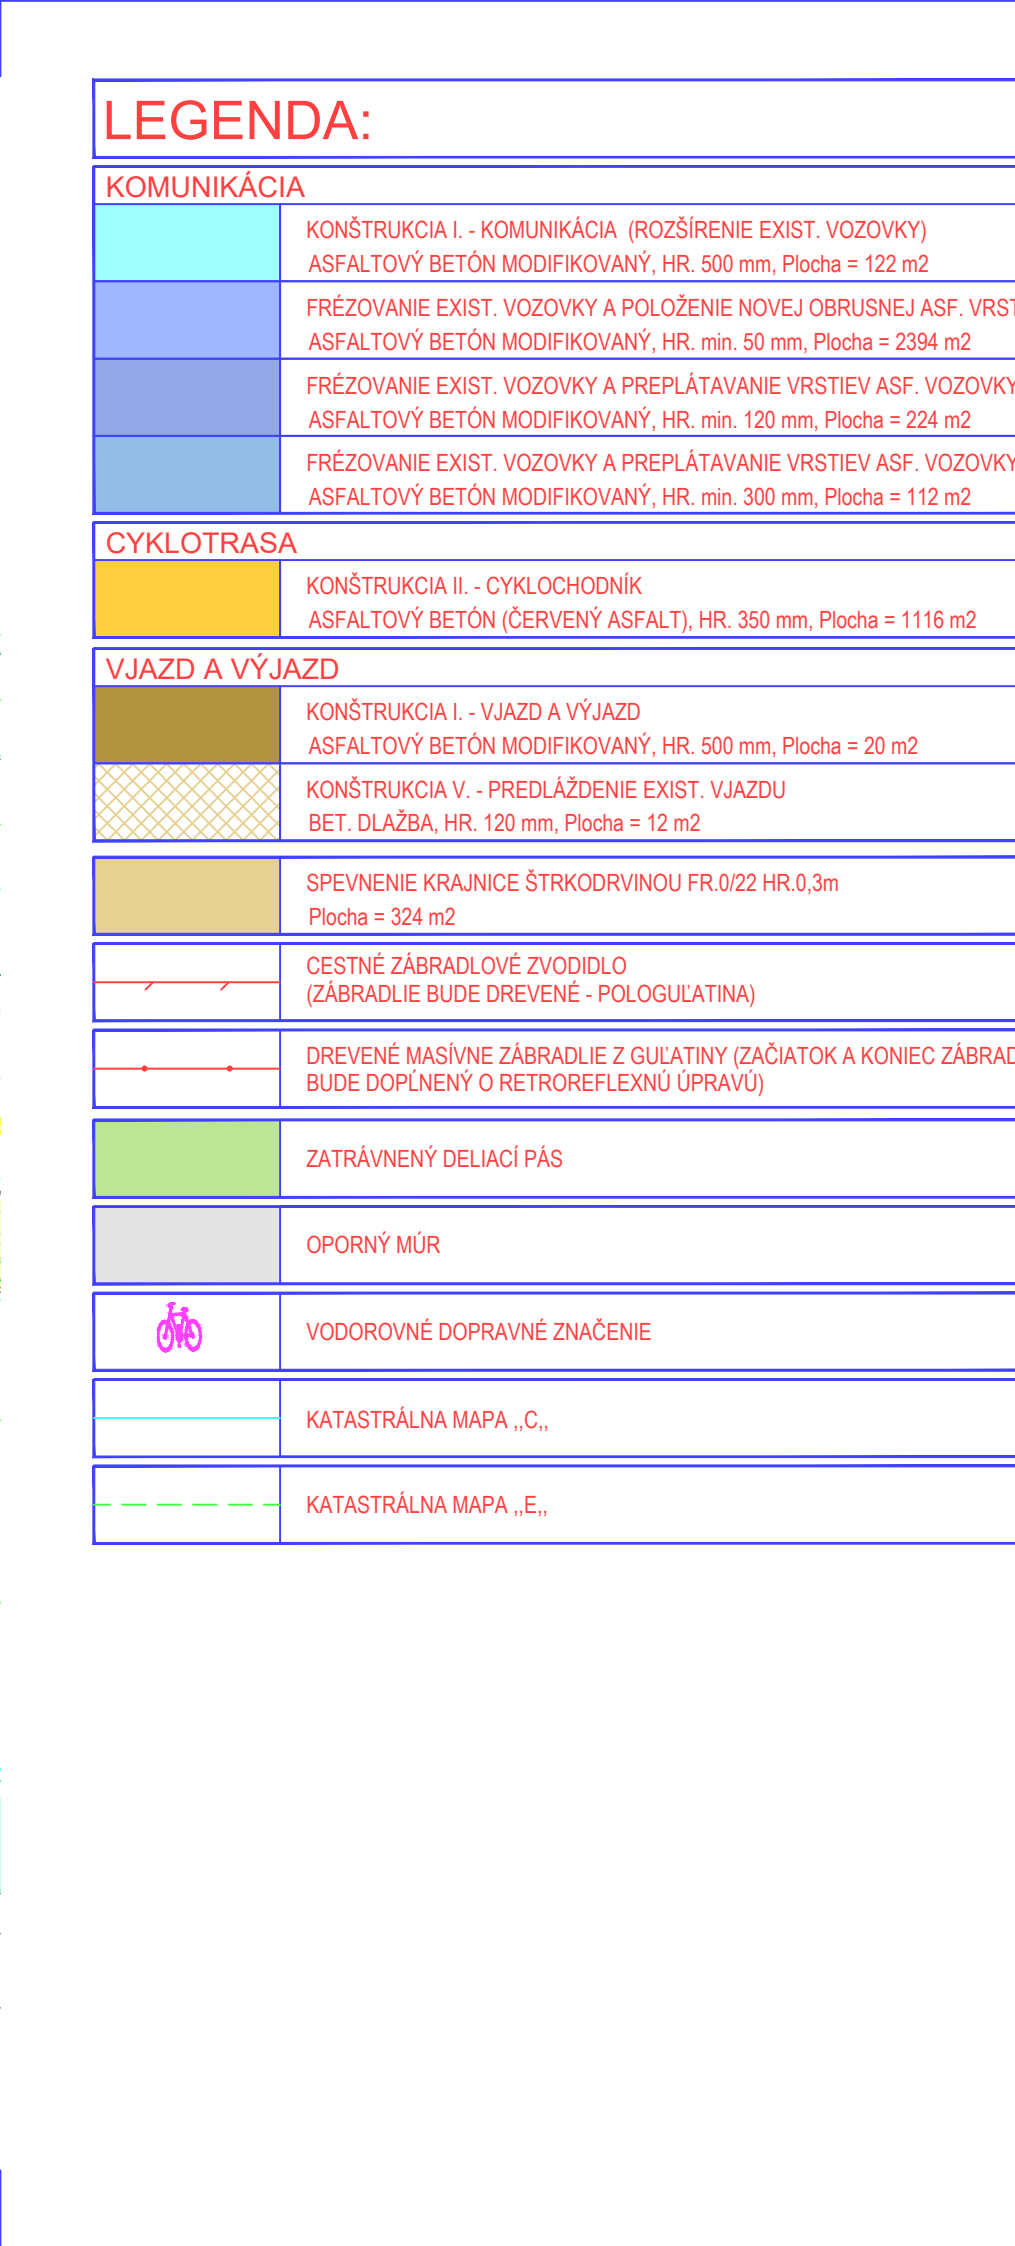 LEGENDA:
KOMUNIKÁCIA
KONŠTRUKCIA I. - KOMUNIKÁCIA (ROZŠÍRENIE EXIST. VOZOVKY)
ASFALTOVÝ BETÓN MODIFIKOVANÝ, HR. 500 mm, Plocha = 122 m2
FRÉZOVANIE EXIST. VOZOVKY A POLOŽENIE NOVEJ OBRUSNEJ ASF. VRST
ASFALTOVÝ BETÓN MODIFIKOVANÝ, HR. min. 50 mm, Plocha = 2394 m2
FRÉZOVANIE EXIST. VOZOVKY A PREPLÁTAVANIE VRSTIEV ASF. VOZOVKY
ASFALTOVÝ BETÓN MODIFIKOVANÝ, HR. min. 120 mm, Plocha = 224 m2
FRÉZOVANIE EXIST. VOZOVKY A PREPLÁTAVANIE VRSTIEV ASF. VOZOVKY
ASFALTOVÝ BETÓN MODIFIKOVANÝ, HR. min. 300 mm, Plocha = 112 m2
CYKLOTRASA
KONŠTRUKCIA II. - CYKLOCHODNÍK
ASFALTOVÝ BETÓN (ČERVENÝ ASFALT), HR. 350 mm, Plocha = 1116 m2
VJAZD A VÝJAZD
KONŠTRUKCIA I. - VJAZD A VÝJAZD
ASFALTOVÝ BETÓN MODIFIKOVANÝ, HR. 500 mm, Plocha = 20 m2
KONŠTRUKCIA V. - PREDLÁŽDENIE EXIST. VJAZDU
BET. DLAŽBA, HR. 120 mm, Plocha = 12 m2
SPEVNENIE KRAJNICE ŠTRKODRVINOU FR.0/22 HR.0,3m
Plocha = 324 m2
CESTNÉ ZÁBRADLOVÉ ZVODIDLO
(ZÁBRADLIE BUDE DREVENÉ - POLOGUĽATINA)
DREVENÉ MASÍVNE ZÁBRADLIE Z GUĽATINY (ZAČIATOK A KONIEC ZÁBRAD
BUDE DOPĹNENÝ O RETROREFLEXNÚ ÚPRAVÚ)
ZATRÁVNENÝ DELIACÍ PÁS
OPORNÝ MÚR
VODOROVNÉ DOPRAVNÉ ZNAČENIE
KATASTRÁLNA MAPA ,,C,,
KATASTRÁLNA MAPA ,,E,,